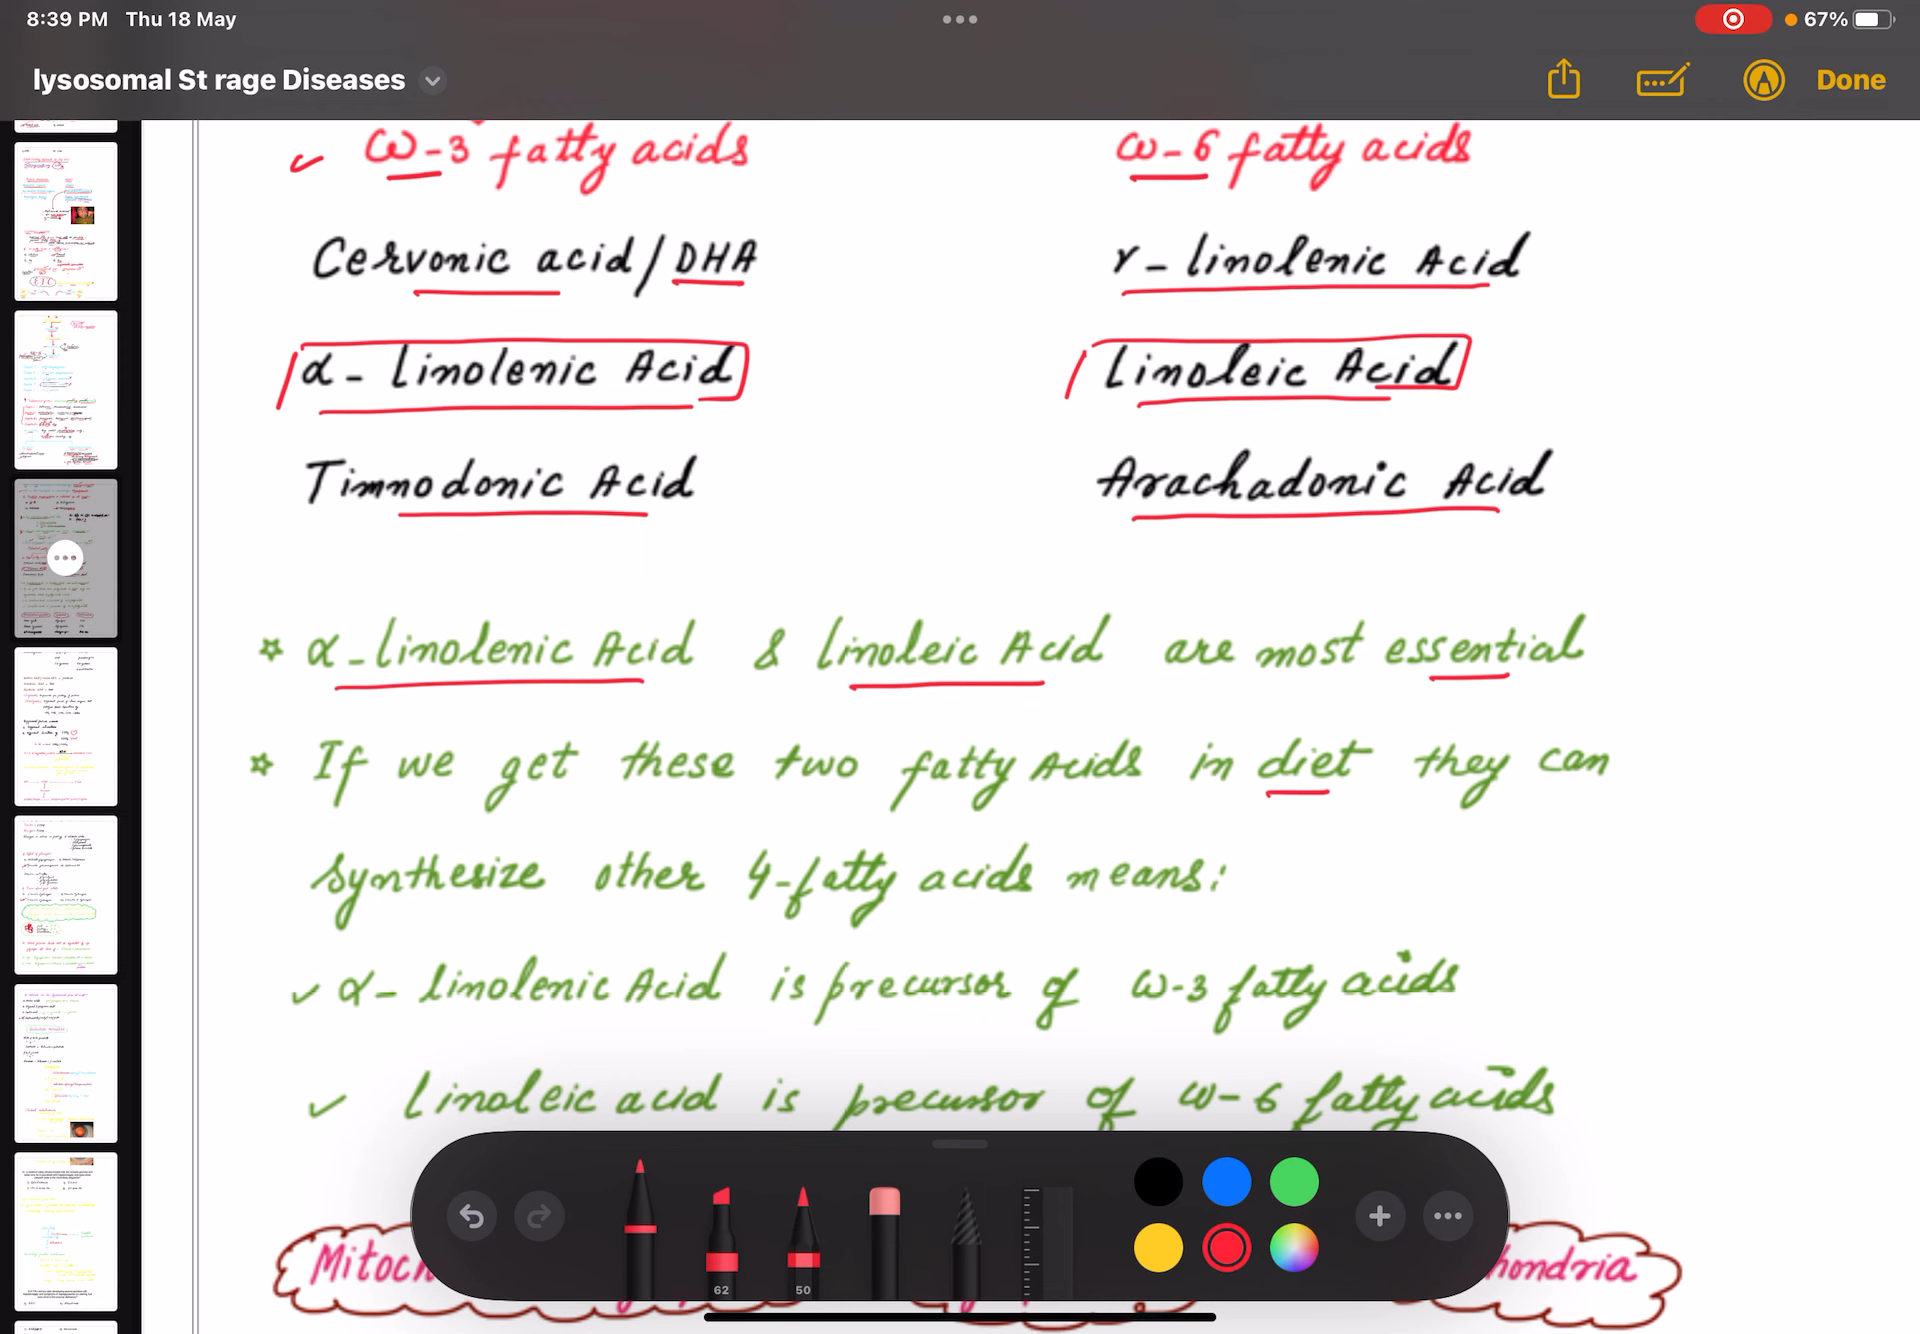 8:39 PM Thu 18 May
67%
lysosomal St rage Diseases
Done
ω-3 fatty acids
ω-6 fatty acids
Cervonic acid/DHA
γ-linolenic Acid
α-Linolenic Acid
Linoleic Acid
Timnodonic Acid
Arachadonic Acid
☆ α-linolenic Acid & linoleic Acid are most essential
☆ If we get these two fatty Acids in diet they can
synthesize other 4-fatty acids means:
✓ α-linolenic Acid is precursor of ω-3 fatty acids
✓ Linoleic acid is precursor of ω-6 fatty acids
62
50